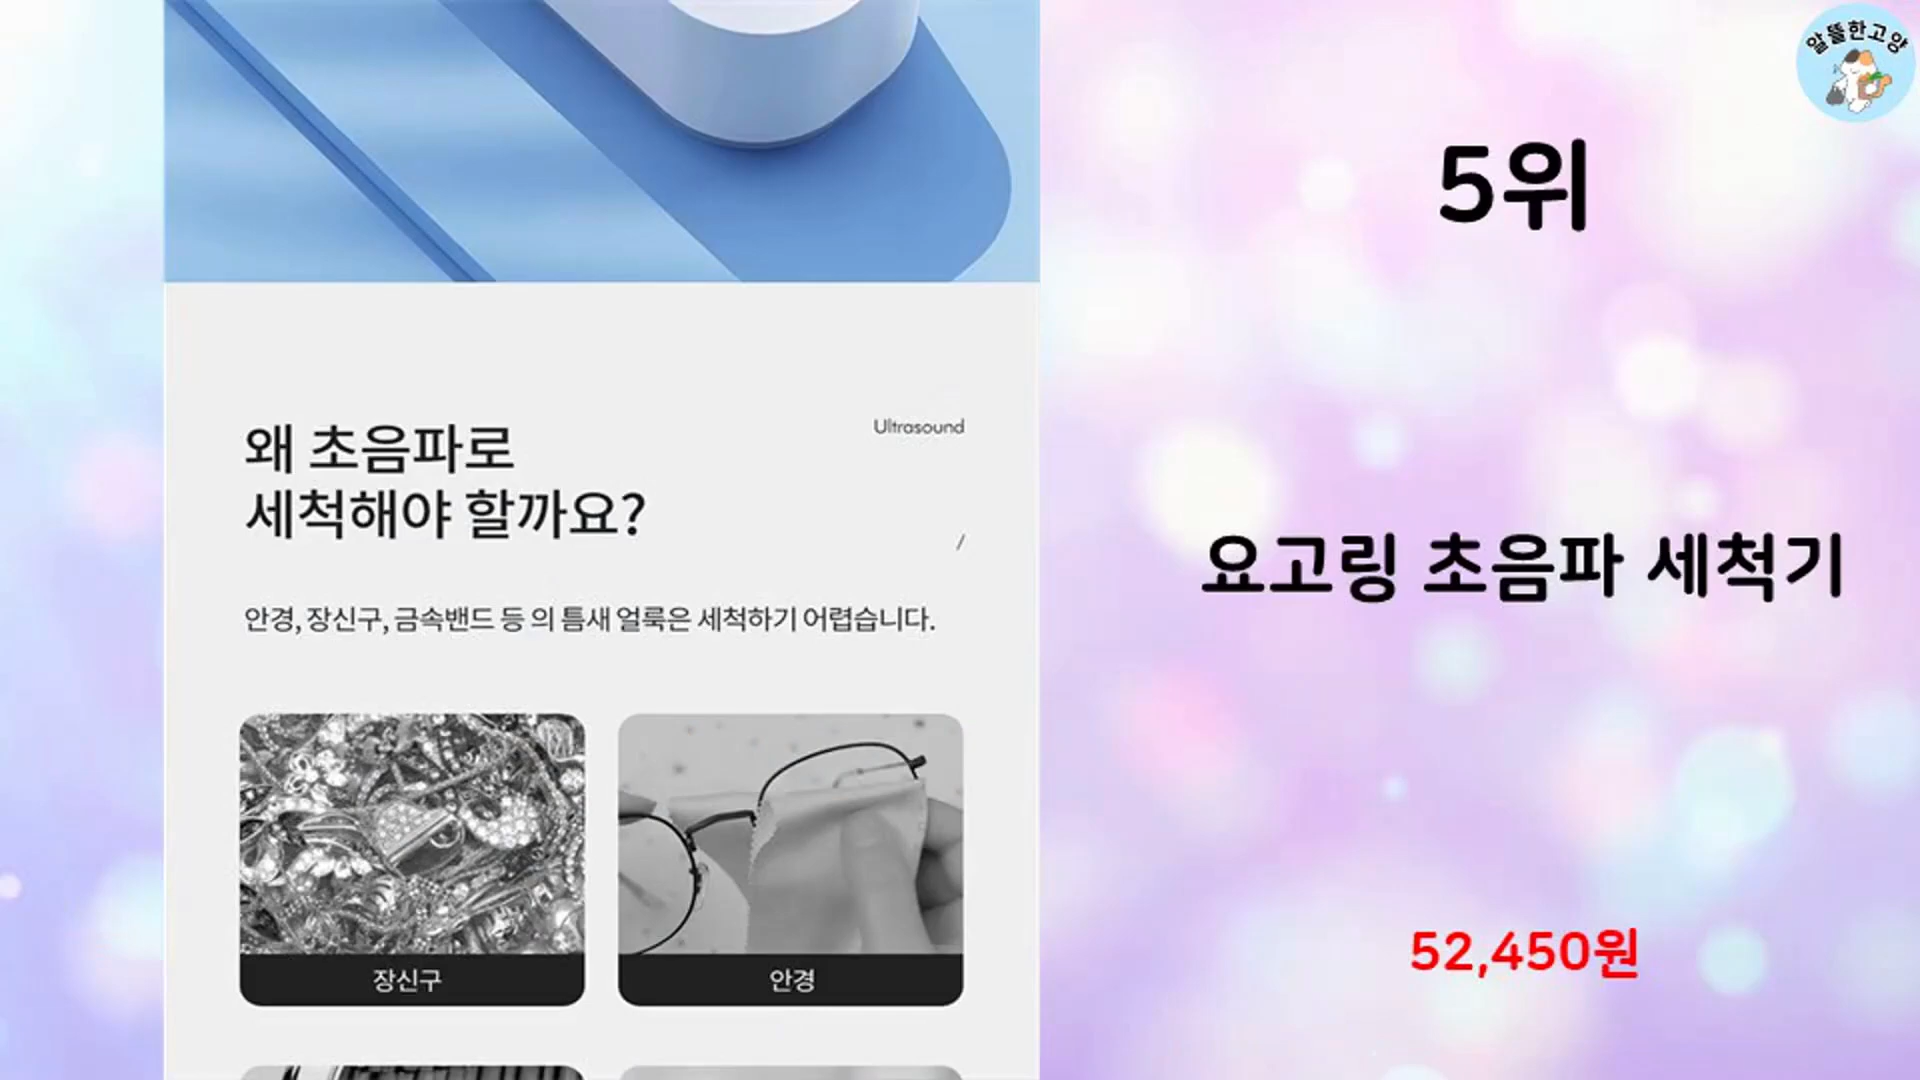 왜 초음파로
세척해야 할까요?
Ultrasound
/
안경, 장신구, 금속밴드 등 의 틈새 얼룩은 세척하기 어렵습니다.
장신구
안경
알뜰한고양
5위
요고링 초음파 세척기
52,450원